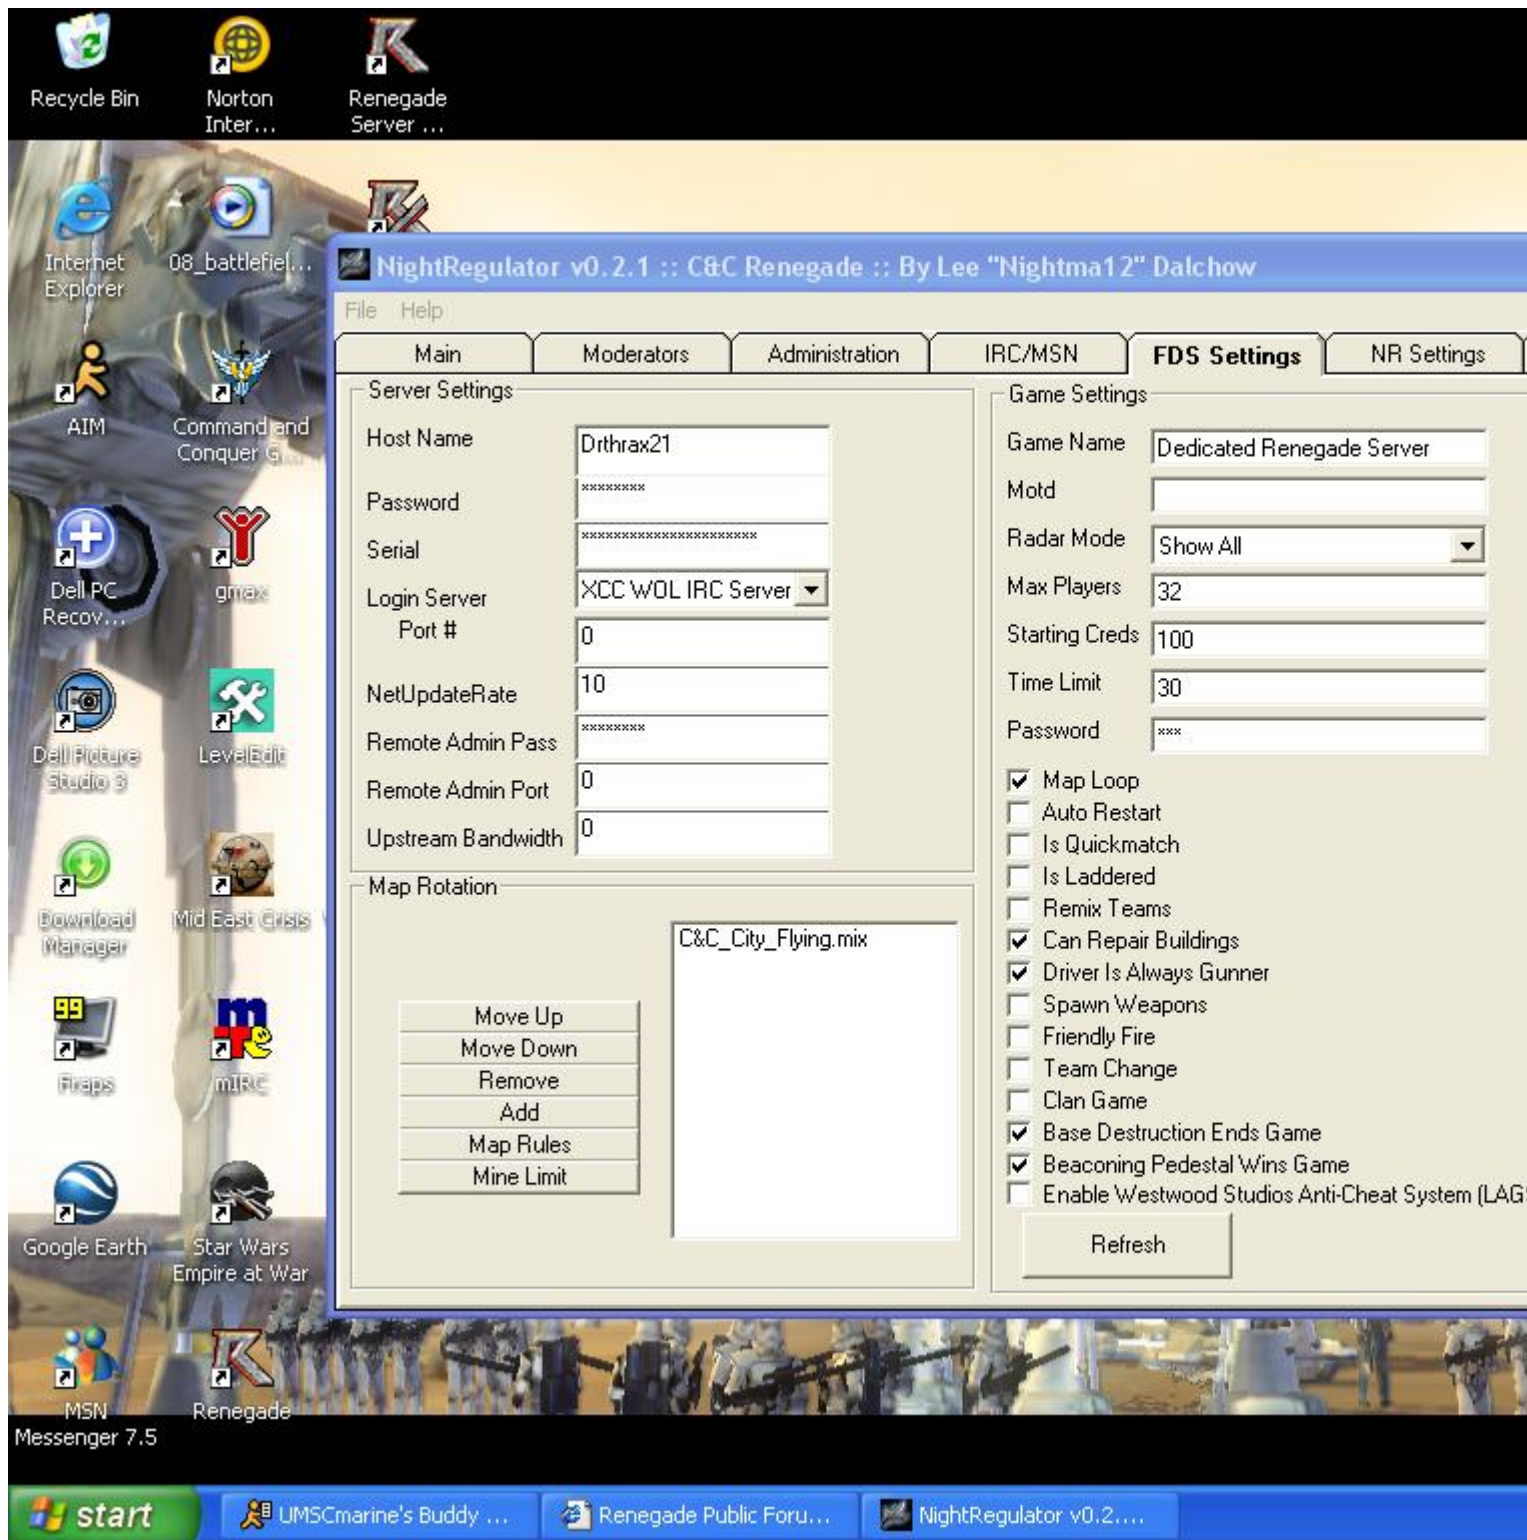 Recycle Bin
Norton
Inter...
Renegade
Server ...
Internet
Explorer
08_battlefiel...
AIM
Command and
Conquer G...
Dell PC
Recov...
gmax
Dell Picture
Studio 3
LevelEdit
Download
Manager
Mid East Crisis
99
Fraps
mIRC
Google Earth
Star Wars
Empire at War
MSN
Messenger 7.5
Renegade
NightRegulator v0.2.1 :: C&C Renegade :: By Lee "Nightma12" Dalchow
File Help
Main Moderators Administration IRC/MSN FDS Settings NR Settings
Server Settings
Host Name Drthrax21
Password ********
Serial **********************
Login Server XCC WOL IRC Server
Port # 0
NetUpdateRate 10
Remote Admin Pass ********
Remote Admin Port 0
Upstream Bandwidth 0
Map Rotation
C&C_City_Flying.mix
Move Up
Move Down
Remove
Add
Map Rules
Mine Limit
Game Settings
Game Name Dedicated Renegade Server
Motd
Radar Mode Show All
Max Players 32
Starting Creds 100
Time Limit 30
Password ***
Map Loop
Auto Restart
Is Quickmatch
Is Laddered
Remix Teams
Can Repair Buildings
Driver Is Always Gunner
Spawn Weapons
Friendly Fire
Team Change
Clan Game
Base Destruction Ends Game
Beaconing Pedestal Wins Game
Enable Westwood Studios Anti-Cheat System (LAG
Refresh
start
UMSCmarine's Buddy ...
Renegade Public Foru...
NightRegulator v0.2....